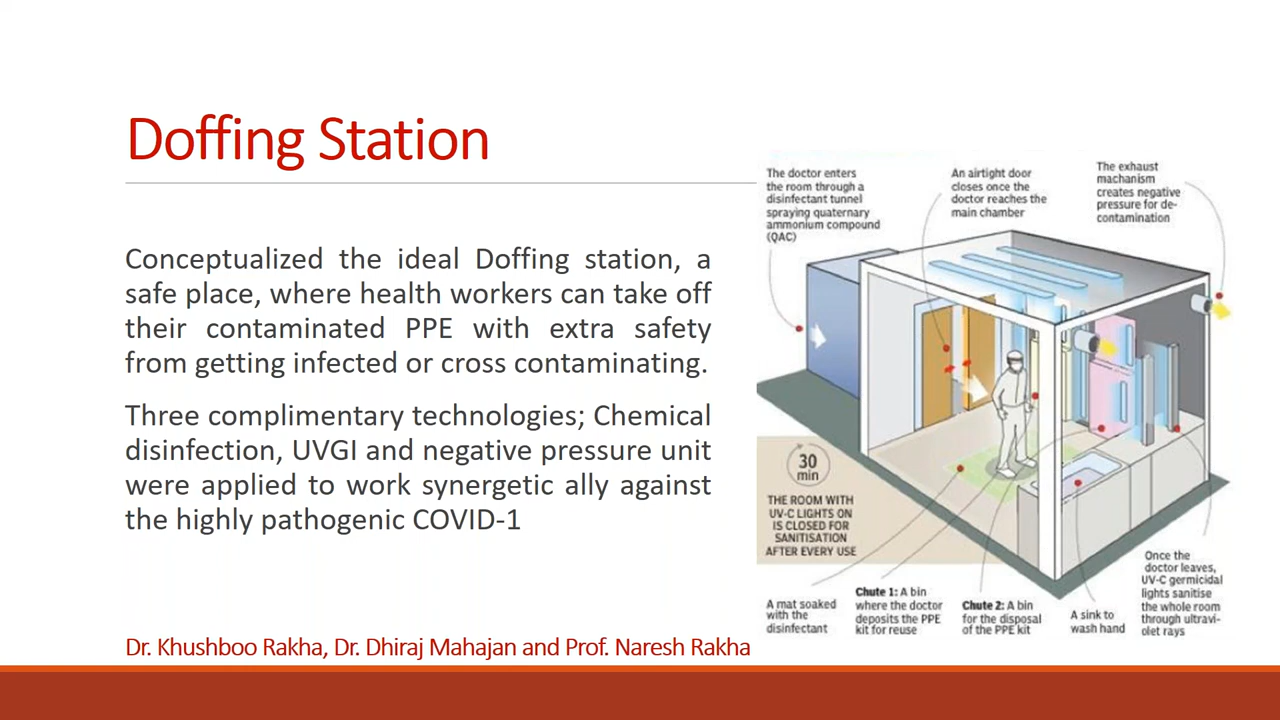 Doffing Station
Conceptualized the ideal Doffing station, a
safe place, where health workers can take off
their contaminated PPE with extra safety
from getting infected or cross contaminating.
Three complimentary technologies; Chemical
disinfection, UVGI and negative pressure unit
were applied to work synergetic ally against
the highly pathogenic COVID-1
Dr. Khushboo Rakha, Dr. Dhiraj Mahajan and Prof. Naresh Rakha
The doctor enters
the room through a
disinfectant tunnel
spraying quaternary
ammonium compound
(QAC)
An airtight door
closes once the
doctor reaches the
main chamber
The exhaust
machanism
creates negative
pressure for de-
contamination
30
min
THE ROOM WITH
UV-C LIGHTS ON
IS CLOSED FOR
SANITISATION
AFTER EVERY USE
A mat soaked
with the
disinfectant
Chute 1: A bin
where the doctor
deposits the PPE
kit for reuse
Chute 2: A bin
for the disposal
of the PPE kit
A sink to
wash hand
Once the
doctor leaves,
UV-C germicidal
lights sanitise
the whole room
through ultravi-
olet rays